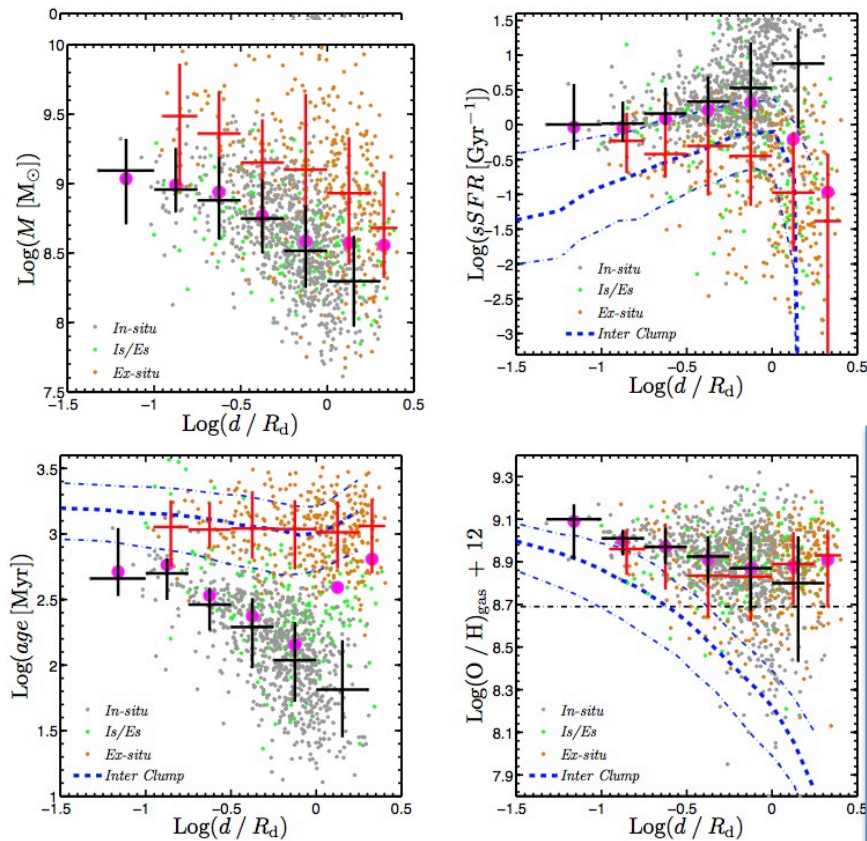 10
9.5
9
8.5
8
7.5
Log(M [M⊙])
In-situ
Is/Es
Ex-situ
−1.5 −1 −0.5 0 0.5
Log(d / Rd)
1.5
1
0.5
0
−0.5
−1
−1.5
−2
−2.5
−3
Log(sSFR [Gyr−1])
In-situ
Is/Es
Ex-situ
Inter Clump
−1.5 −1 −0.5 0 0.5
Log(d / Rd)
3.5
3
2.5
2
1.5
1
Log(age [Myr])
In-situ
Is/Es
Ex-situ
Inter Clump
−1.5 −1 −0.5 0 0.5
Log(d / Rd)
9.3
9.1
8.9
8.7
8.5
8.3
8.1
7.9
Log(O / H)gas + 12
In-situ
Is/Es
Ex-situ
Inter Clump
−1.5 −1 −0.5 0 0.5
Log(d / Rd)